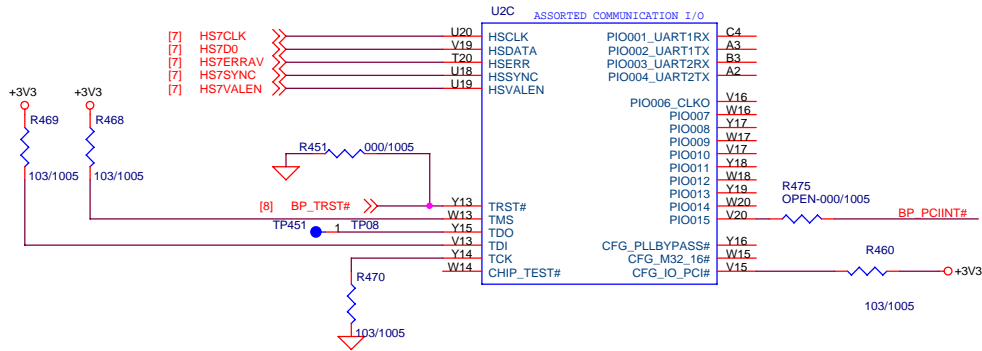 U2C
ASSORTED COMMUNICATION I/O
[7] HS7CLK
[7] HS7D0
[7] HS7ERRAV
[7] HS7SYNC
[7] HS7VALEN
U20 HSCLK
V19 HSDATA
T20 HSERR
U18 HSSYNC
U19 HSVALEN
PIO001_UART1RX C4
PIO002_UART1TX A3
PIO003_UART2RX B3
PIO004_UART2TX A2
PIO006_CLKO V16
PIO007 W16
PIO008 Y17
PIO009 W17
PIO010 V17
PIO011 Y18
PIO012 W18
PIO013 Y19
PIO014 W20
PIO015 V20
+3V3
+3V3
R469
R468
103/1005
103/1005
R451 000/1005
[8] BP_TRST#
Y13 TRST#
W13 TMS
TP451 1 TP08
Y15 TDO
V13 TDI
Y14 TCK
W14 CHIP_TEST#
R475
OPEN-000/1005
BP_PCIINT#
CFG_PLLBYPASS# Y16
CFG_M32_16# W15
CFG_IO_PCI# V15
R460
+3V3
103/1005
R470
103/1005